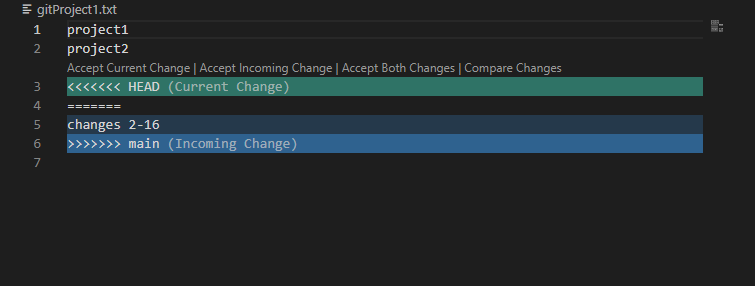 gitProject1.txt
1 project1
2 project2
Accept Current Change | Accept Incoming Change | Accept Both Changes | Compare Changes
3 <<<<<<< HEAD (Current Change)
4 =======
5 changes 2-16
6 >>>>>>> main (Incoming Change)
7